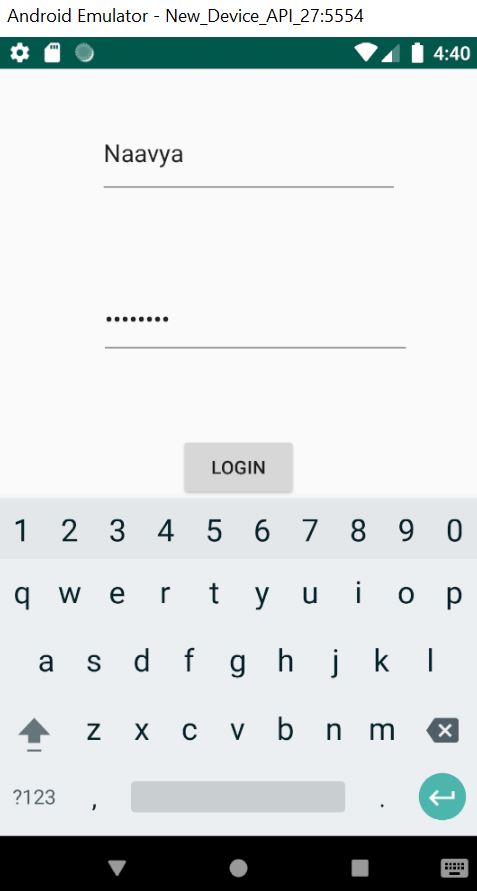 Android Emulator - New_Device_API_27:5554
4:40
Naavya
••••••••
LOGIN
1 2 3 4 5 6 7 8 9 0
q w e r t y u i o p
a s d f g h j k l
z x c v b n m
?123 , .